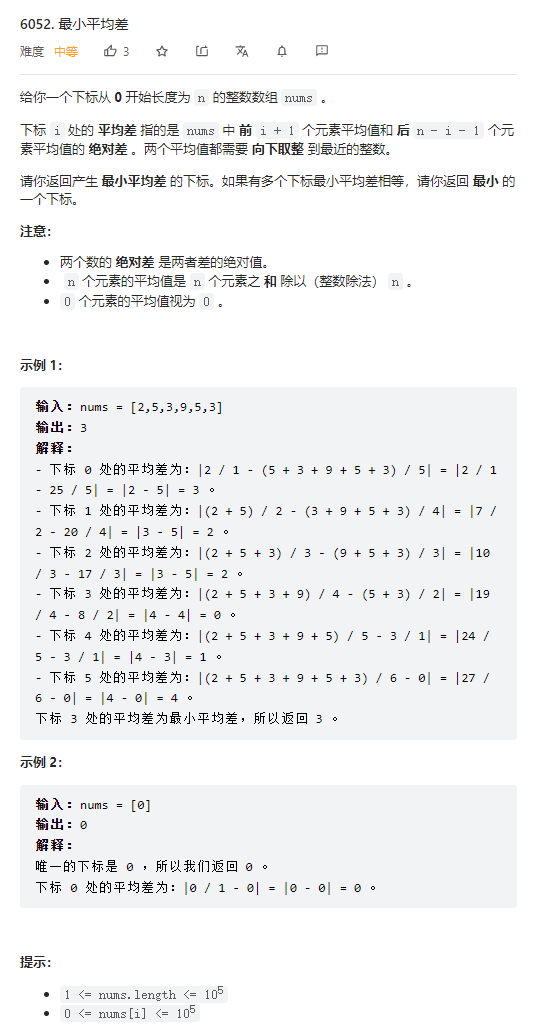 6052. 最小平均差
难度 中等 3
给你一个下标从 0 开始长度为 n 的整数数组 nums 。
下标 i 处的 平均差 指的是 nums 中 前 i + 1 个元素平均值和 后 n - i - 1 个元
素平均值的 绝对差 。两个平均值都需要 向下取整 到最近的整数。
请你返回产生 最小平均差 的下标。如果有多个下标最小平均差相等，请你返回 最小 的
一个下标。
注意：
• 两个数的 绝对差 是两者差的绝对值。
• n 个元素的平均值是 n 个元素之 和 除以（整数除法） n 。
• 0 个元素的平均值视为 0 。
示例 1：
输入：nums = [2,5,3,9,5,3]
输出：3
解释：
- 下标 0 处的平均差为：|2 / 1 - (5 + 3 + 9 + 5 + 3) / 5| = |2 / 1
- 25 / 5| = |2 - 5| = 3 。
- 下标 1 处的平均差为：|(2 + 5) / 2 - (3 + 9 + 5 + 3) / 4| = |7 /
2 - 20 / 4| = |3 - 5| = 2 。
- 下标 2 处的平均差为：|(2 + 5 + 3) / 3 - (9 + 5 + 3) / 3| = |10
/ 3 - 17 / 3| = |3 - 5| = 2 。
- 下标 3 处的平均差为：|(2 + 5 + 3 + 9) / 4 - (5 + 3) / 2| = |19
/ 4 - 8 / 2| = |4 - 4| = 0 。
- 下标 4 处的平均差为：|(2 + 5 + 3 + 9 + 5) / 5 - 3 / 1| = |24 /
5 - 3 / 1| = |4 - 3| = 1 。
- 下标 5 处的平均差为：|(2 + 5 + 3 + 9 + 5 + 3) / 6 - 0| = |27 /
6 - 0| = |4 - 0| = 4 。
下标 3 处的平均差为最小平均差，所以返回 3 。
示例 2：
输入：nums = [0]
输出：0
解释：
唯一的下标是 0 ，所以我们返回 0 。
下标 0 处的平均差为：|0 / 1 - 0| = |0 - 0| = 0 。
提示：
• 1 <= nums.length <= 10⁵
• 0 <= nums[i] <= 10⁵